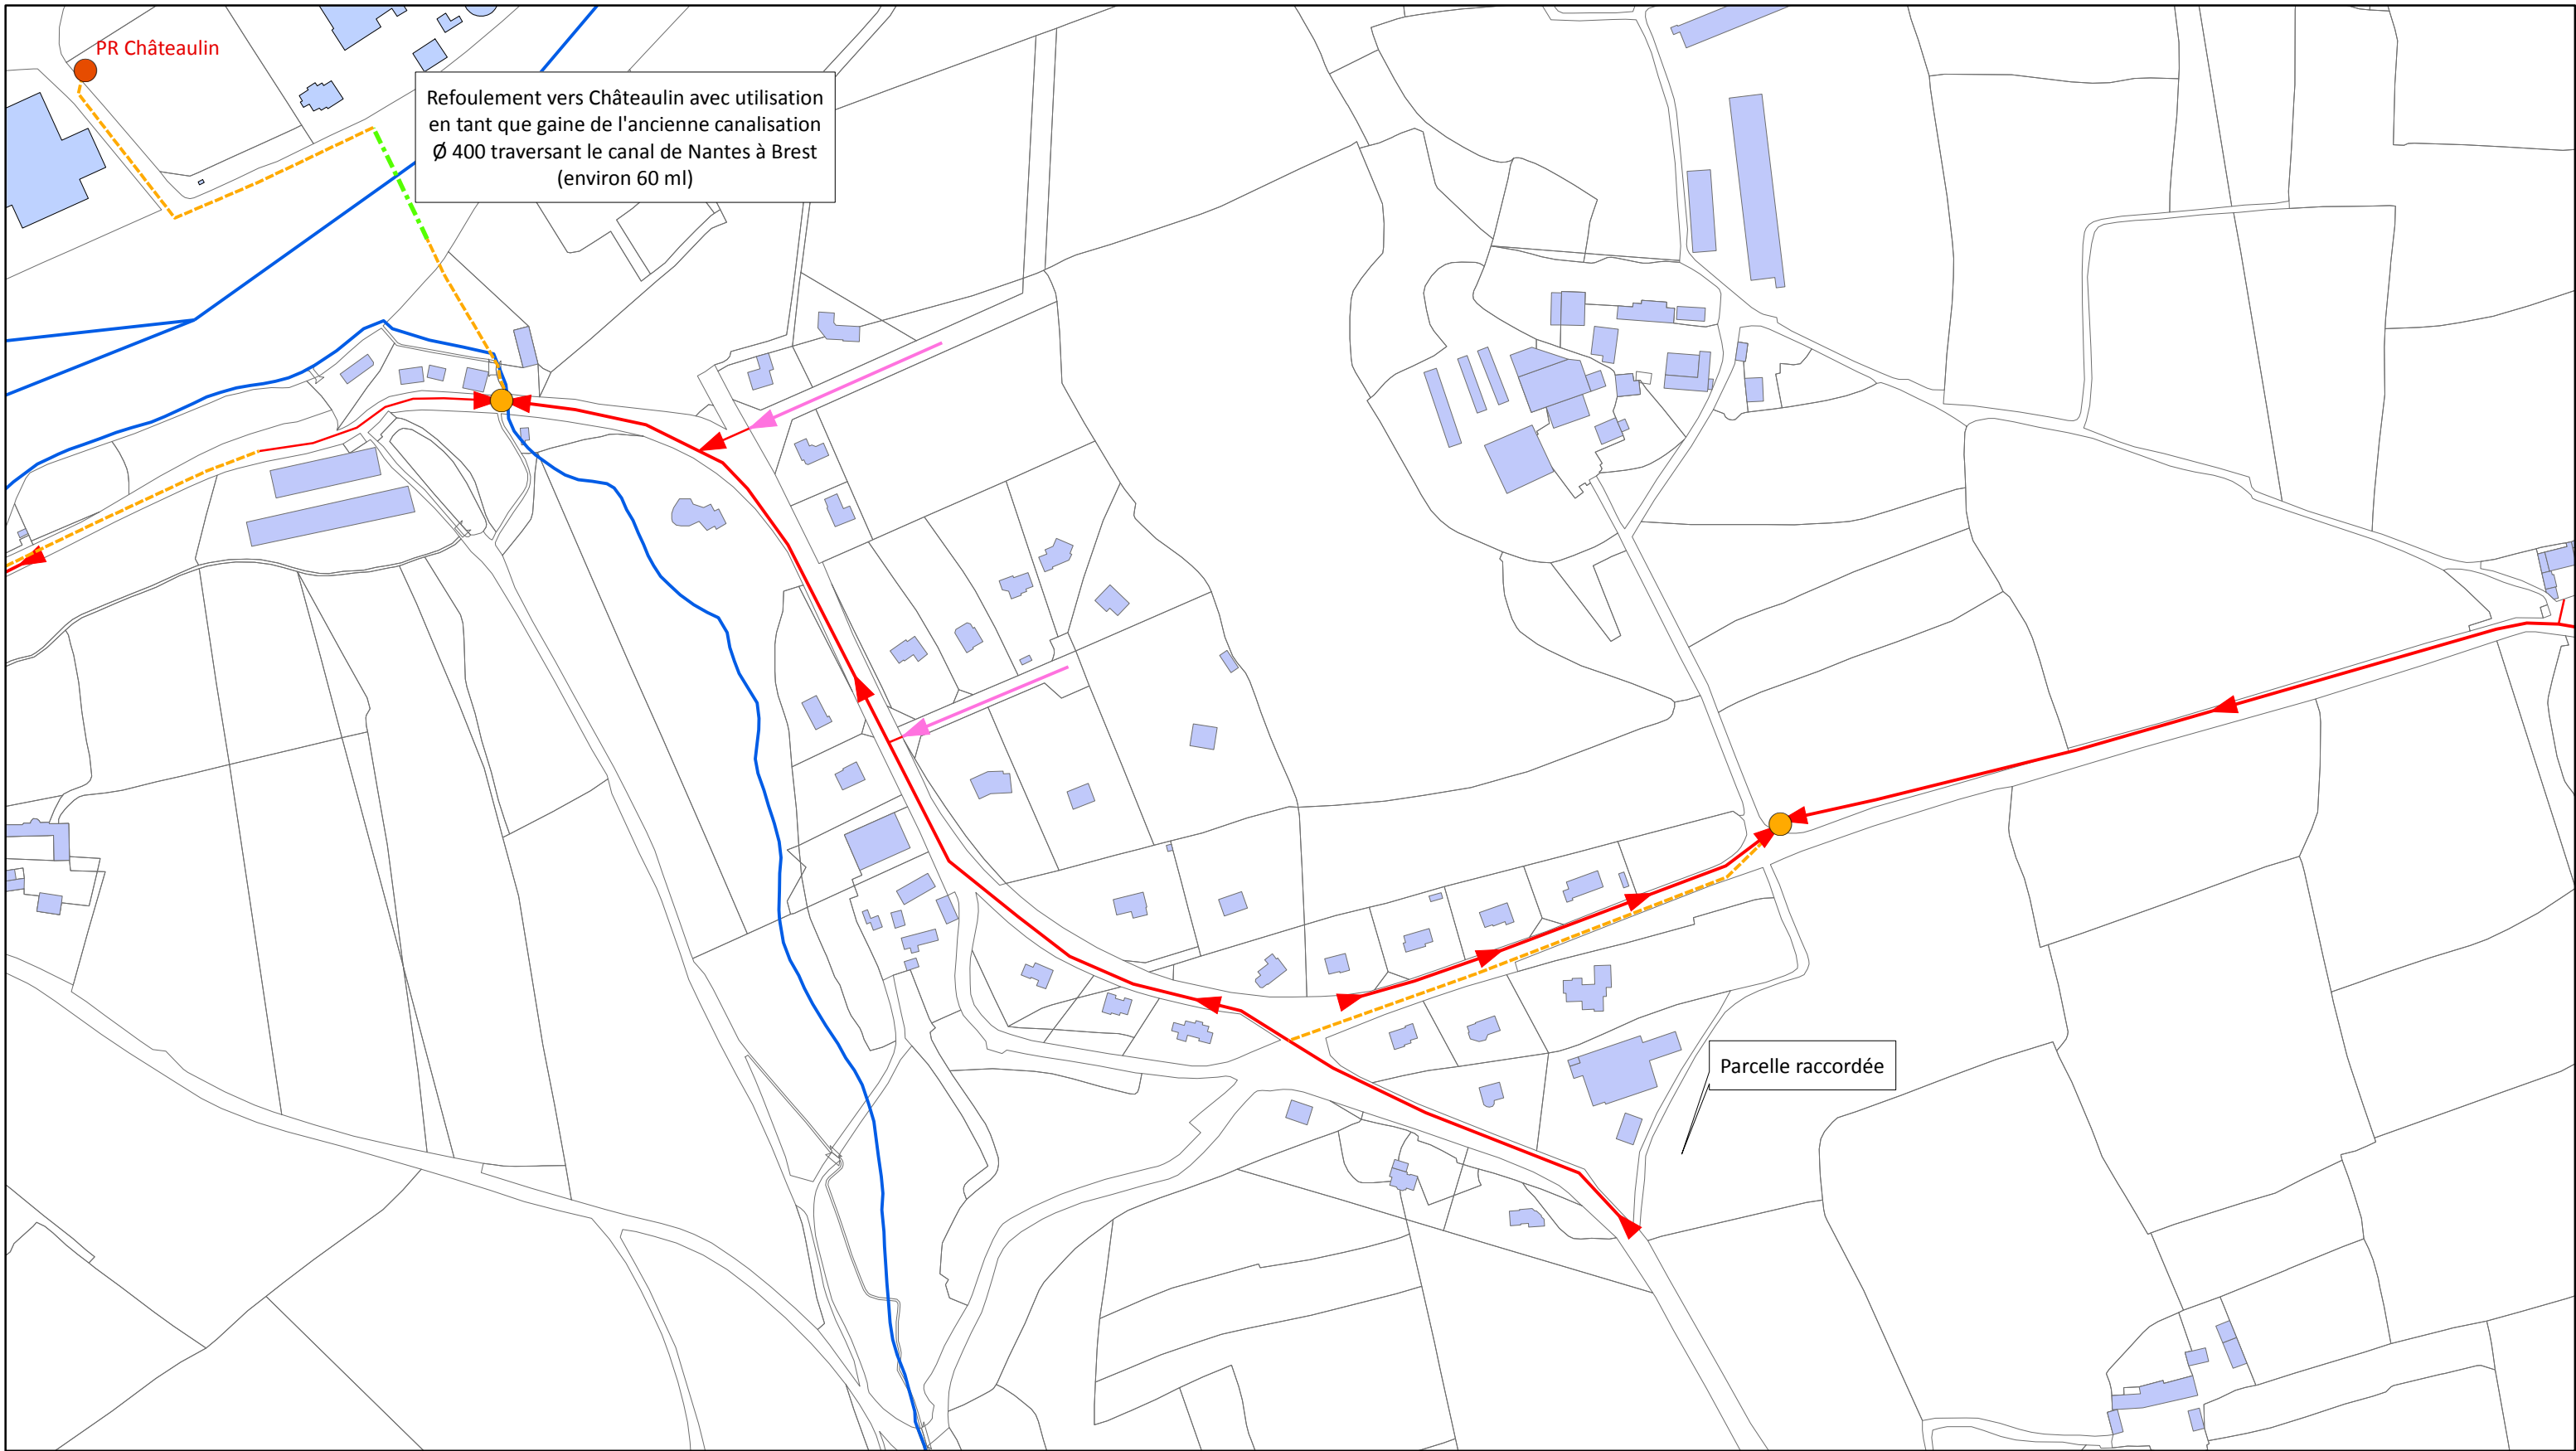 PR Châteaulin
Refoulement vers Châteaulin avec utilisation
en tant que gaine de l'ancienne canalisation
Ø 400 traversant le canal de Nantes à Brest
(environ 60 ml)
Parcelle raccordée